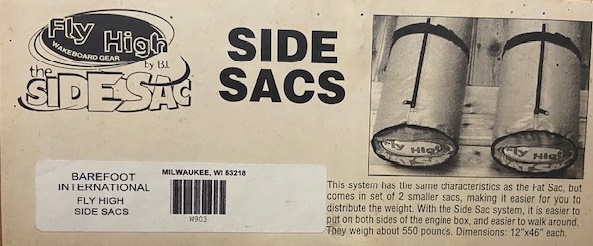 Fly High
WAKEBOARD GEAR
by B.I.
the
SIDE SAC
SIDE
SACS
Fly High
Fly High
BAREFOOT
INTERNATIONAL
FLY HIGH
SIDE SACS
MILWAUKEE, WI 53218
W903
This system has the same characteristics as the Fat Sac, but
comes in set of 2 smaller sacs, making it easier for you to
distribute the weight. With the Side Sac system, it is easier to
put on both sides of the engine box, and easier to walk around.
They weigh about 550 pounds. Dimensions: 12"x46" each.